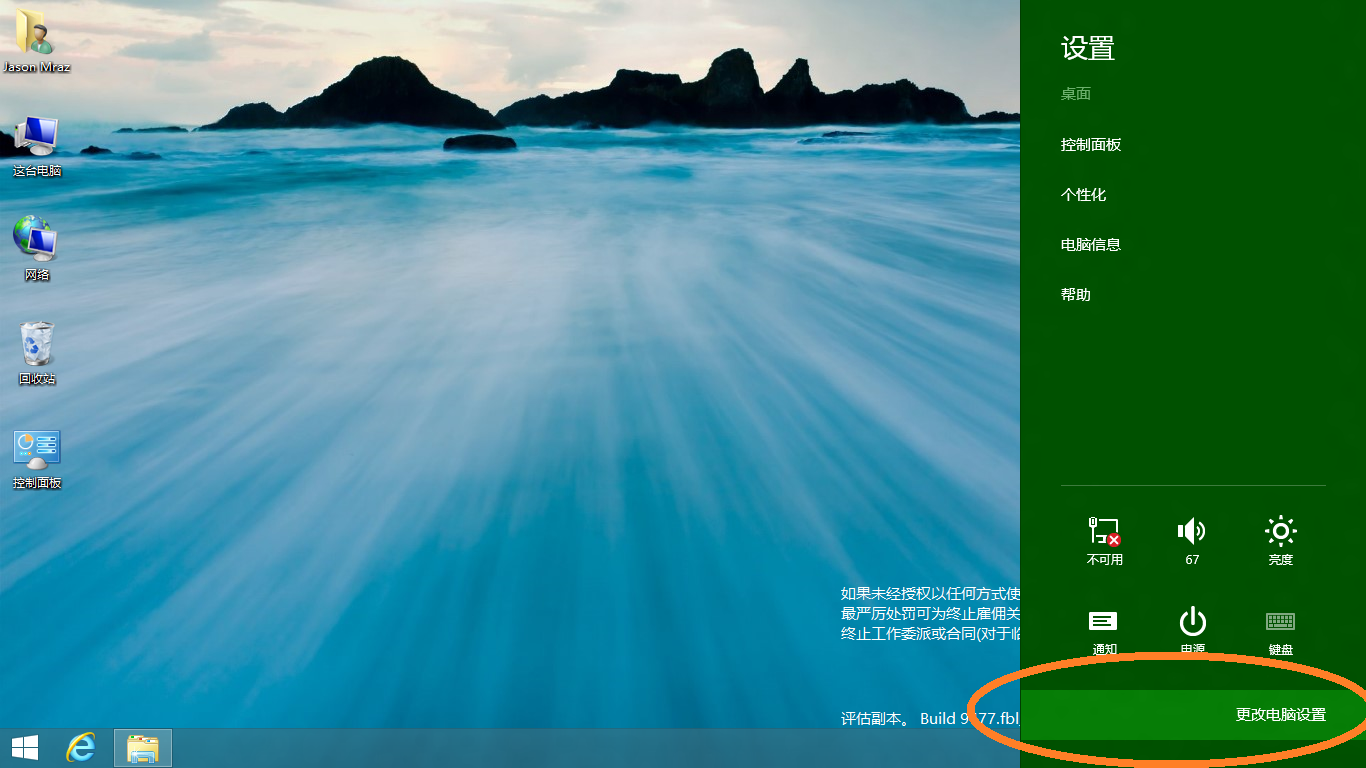 Jason Mraz
这台电脑
网络
回收站
控制面板
如果未经授权以任何方式使
最严厉处罚可为终止雇佣关
终止工作委派或合同(对于临
评估副本。 Build 9
77.fbl
设置
桌面
控制面板
个性化
电脑信息
帮助
不可用
67
亮度
通知
电源
键盘
更改电脑设置